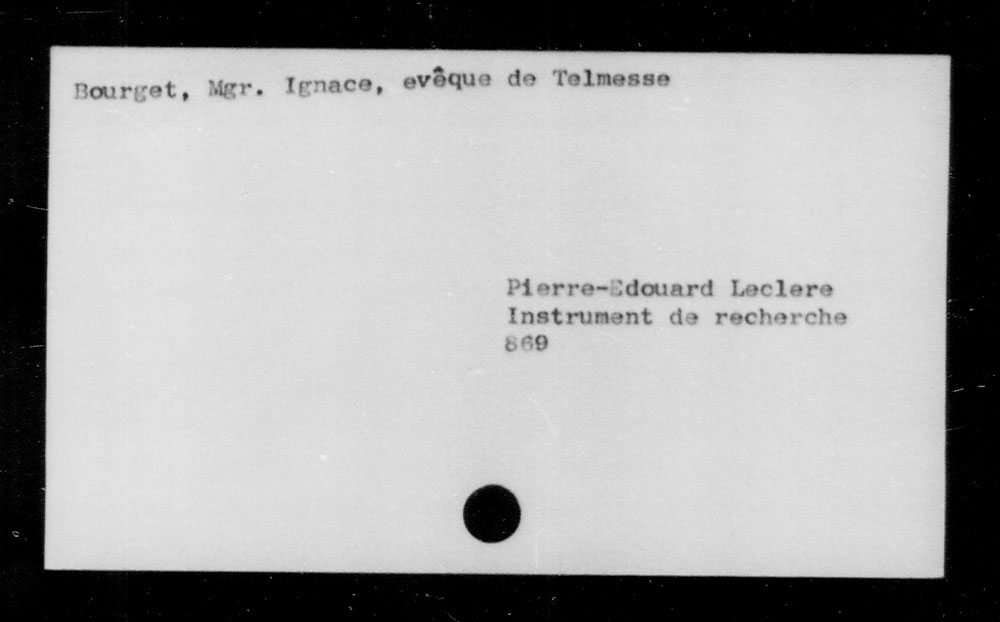 Bourget, Mgr. Ignace, evêque de Telmesse
Pierre-Edouard Leclere
Instrument de recherche
869